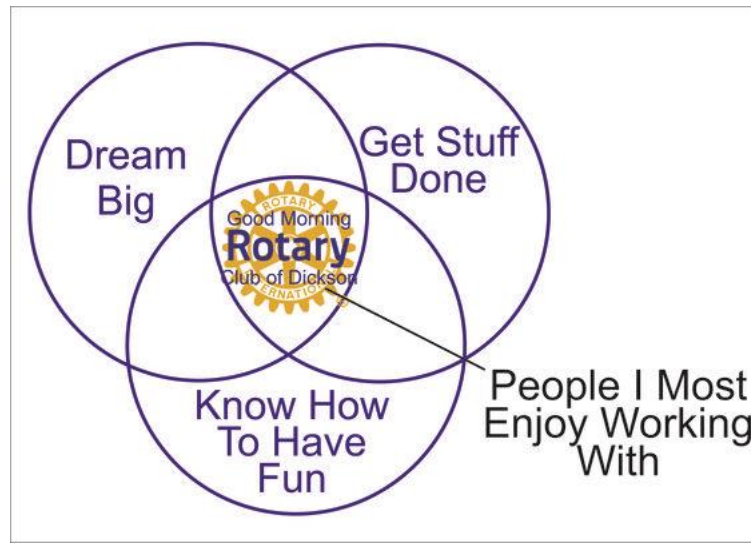 Dream
Big
Get Stuff
Done
ROTARY
Good Morning
Rotary
Club of Dickson
INTERNATIONAL
Know How
To Have
Fun
People I Most
Enjoy Working
With